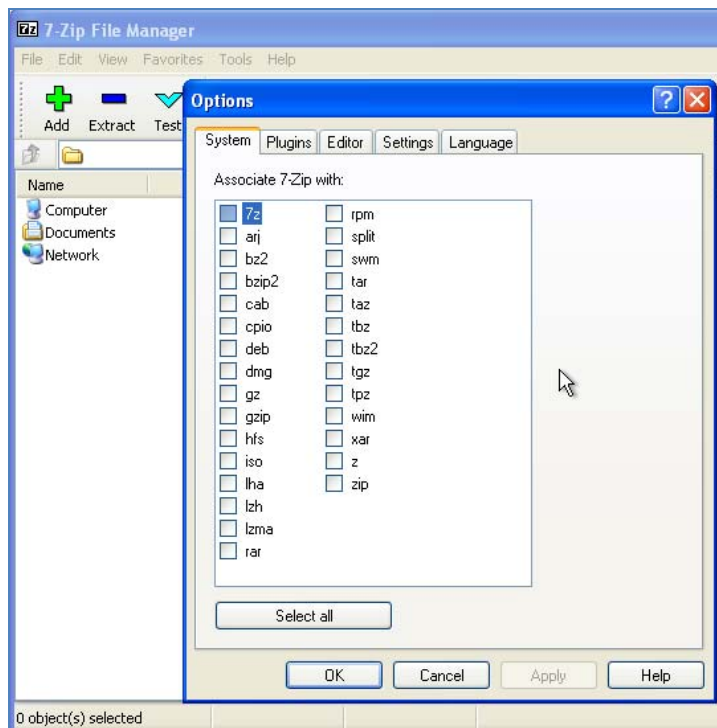 7z 7-Zip File Manager
File Edit View Favorites Tools Help
Add Extract Test
Name
Computer
Documents
Network
0 object(s) selected
Options
System Plugins Editor Settings Language
Associate 7-Zip with:
7z
arj
bz2
bzip2
cab
cpio
deb
dmg
gz
gzip
hfs
iso
lha
lzh
lzma
rar
rpm
split
swm
tar
taz
tbz
tbz2
tgz
tpz
wim
xar
z
zip
Select all
OK Cancel Apply Help